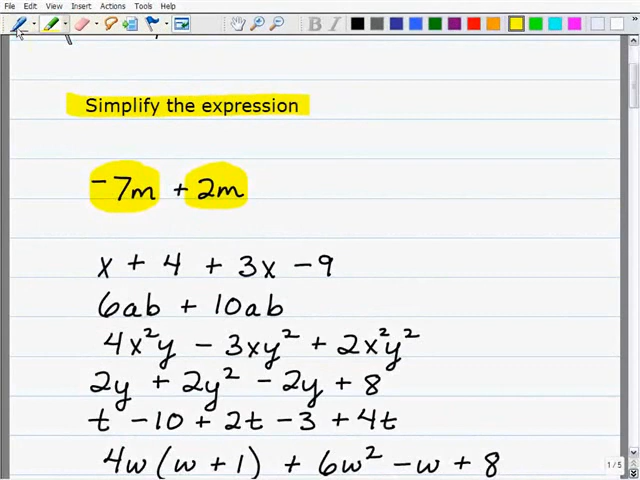 File Edit View Insert Actions Tools Help
B I
Simplify the expression
-7m + 2m
x + 4 + 3x - 9
6ab + 10ab
4x²y - 3xy² + 2x²y²
2y + 2y² - 2y + 8
t - 10 + 2t - 3 + 4t
4w (w + 1) + 6w² - w + 8
1/5